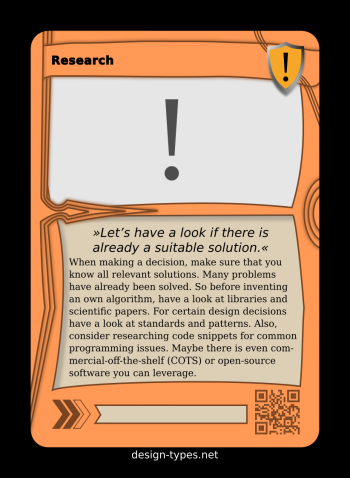 Research
!
!
»Let’s have a look if there is
already a suitable solution.«
When making a decision, make sure that you
know all relevant solutions. Many problems
have already been solved. So before inventing
an own algorithm, have a look at libraries and
scientific papers. For certain design decisions
have a look at standards and patterns. Also,
consider researching code snippets for common
programming issues. Maybe there is even com-
mercial-off-the-shelf (COTS) or open-source
software you can leverage.
design-types.net